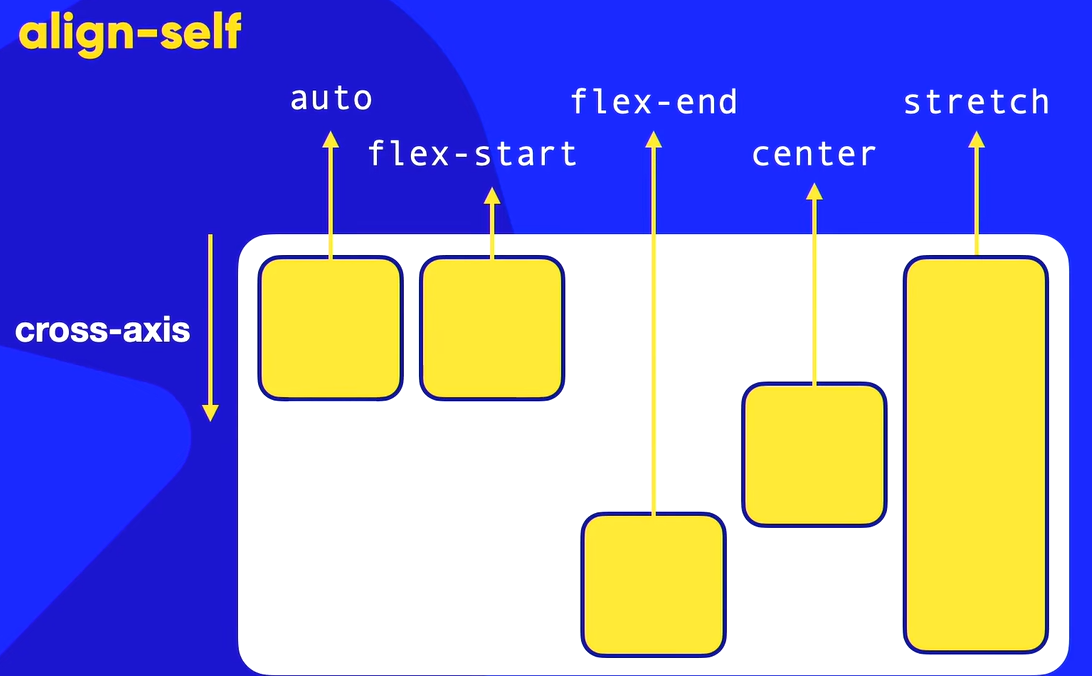 align-self
auto
flex-end
stretch
flex-start
center
cross-axis